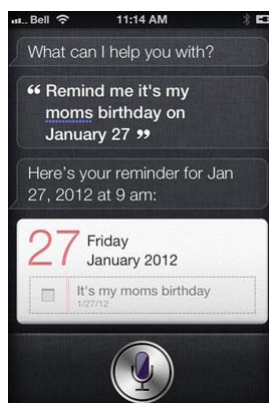 .. Bell 11:14 AM
What can I help you with?
“ Remind me it's my
moms birthday on
January 27 ”
Here's your reminder for Jan
27, 2012 at 9 am:
27 Friday
January 2012
It's my moms birthday
1/27/12